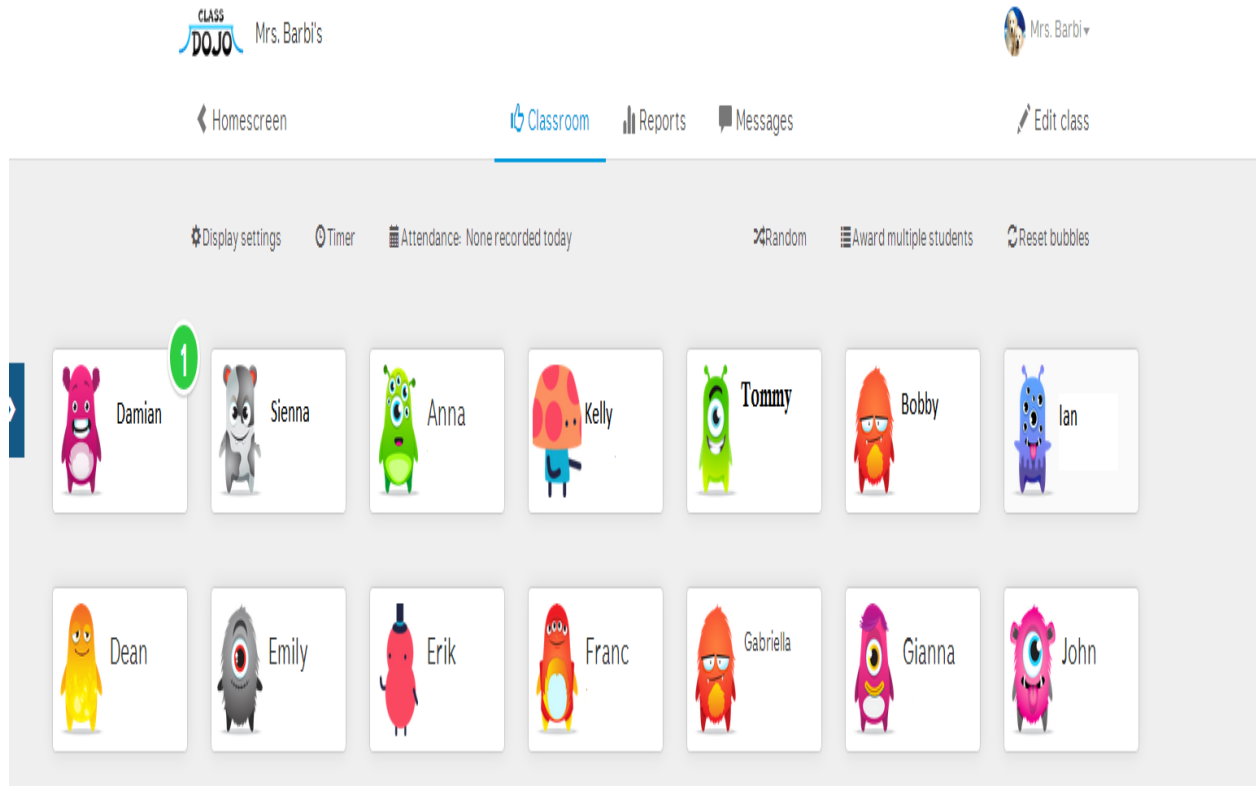 CLASS
DOJO
Mrs. Barbi's
Mrs. Barbi
Homescreen
Classroom
Reports
Messages
Edit class
Display settings
Timer
Attendance: None recorded today
Random
Award multiple students
Reset bubbles
1
Damian
Sienna
Anna
Kelly
Tommy
Bobby
Ian
Dean
Emily
Erik
Franc
Gabriella
Gianna
John